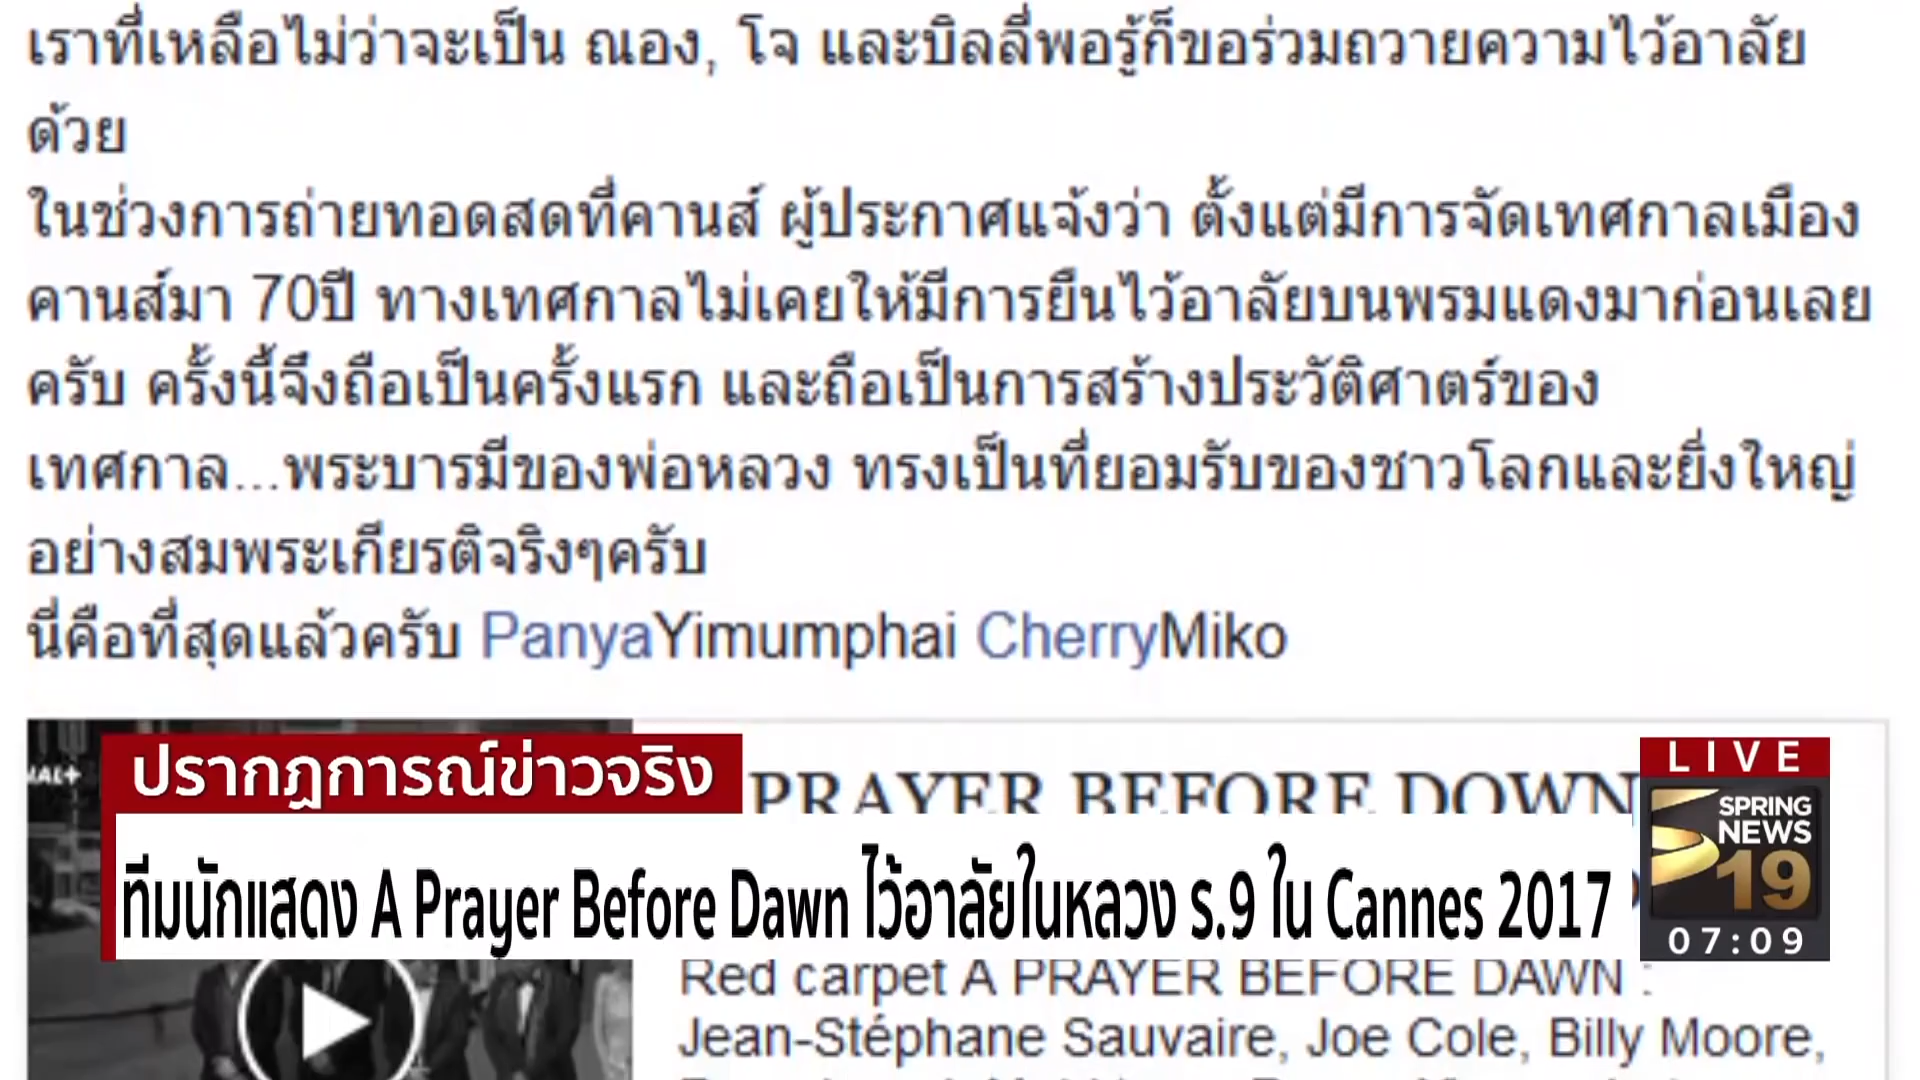 เราที่เหลือไม่ว่าจะเป็น ณอง, โจ และบิลลี่พอรู้ก็ขอร่วมถวายความไว้อาลัย
ด้วย
ในช่วงการถ่ายทอดสดที่คานส์ ผู้ประกาศแจ้งว่า ตั้งแต่มีการจัดเทศกาลเมือง
คานส์มา 70ปี ทางเทศกาลไม่เคยให้มีการยืนไว้อาลัยบนพรมแดงมาก่อนเลย
ครับ ครั้งนี้จึงถือเป็นครั้งแรก และถือเป็นการสร้างประวัติศาตร์ของ
เทศกาล...พระบารมีของพ่อหลวง ทรงเป็นที่ยอมรับของชาวโลกและยิ่งใหญ่
อย่างสมพระเกียรติจริงๆครับ
นี่คือที่สุดแล้วครับ PanyaYimumphai CherryMiko
ปรากฏการณ์ข่าวจริง
PRAYER BEFORE DOWN
LIVE
SPRING
NEWS
19
07:09
ทีมนักแสดง A Prayer Before Dawn ไว้อาลัยในหลวง ร.9 ใน Cannes 2017
Red carpet A PRAYER BEFORE DAWN :
Jean-Stéphane Sauvaire, Joe Cole, Billy Moore,